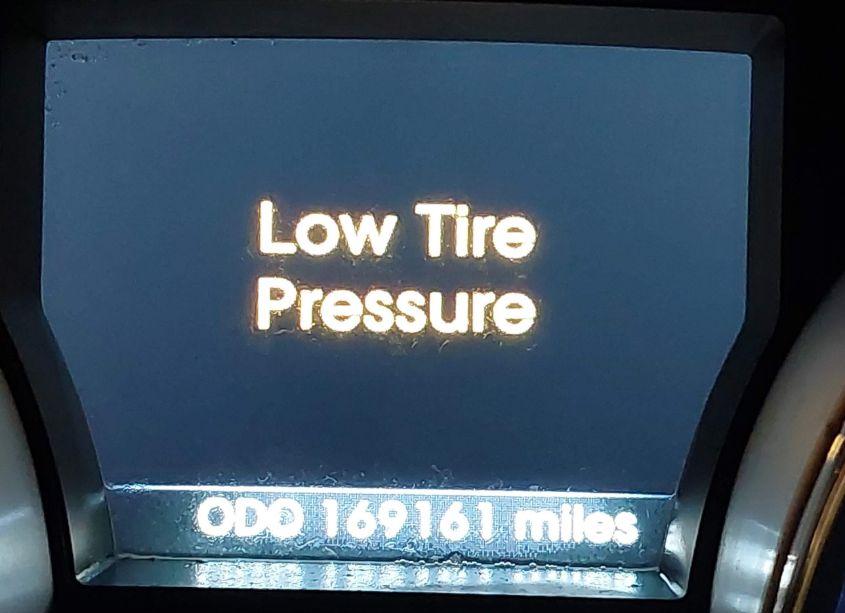 Low Tire
Pressure
ODO 169161 miles